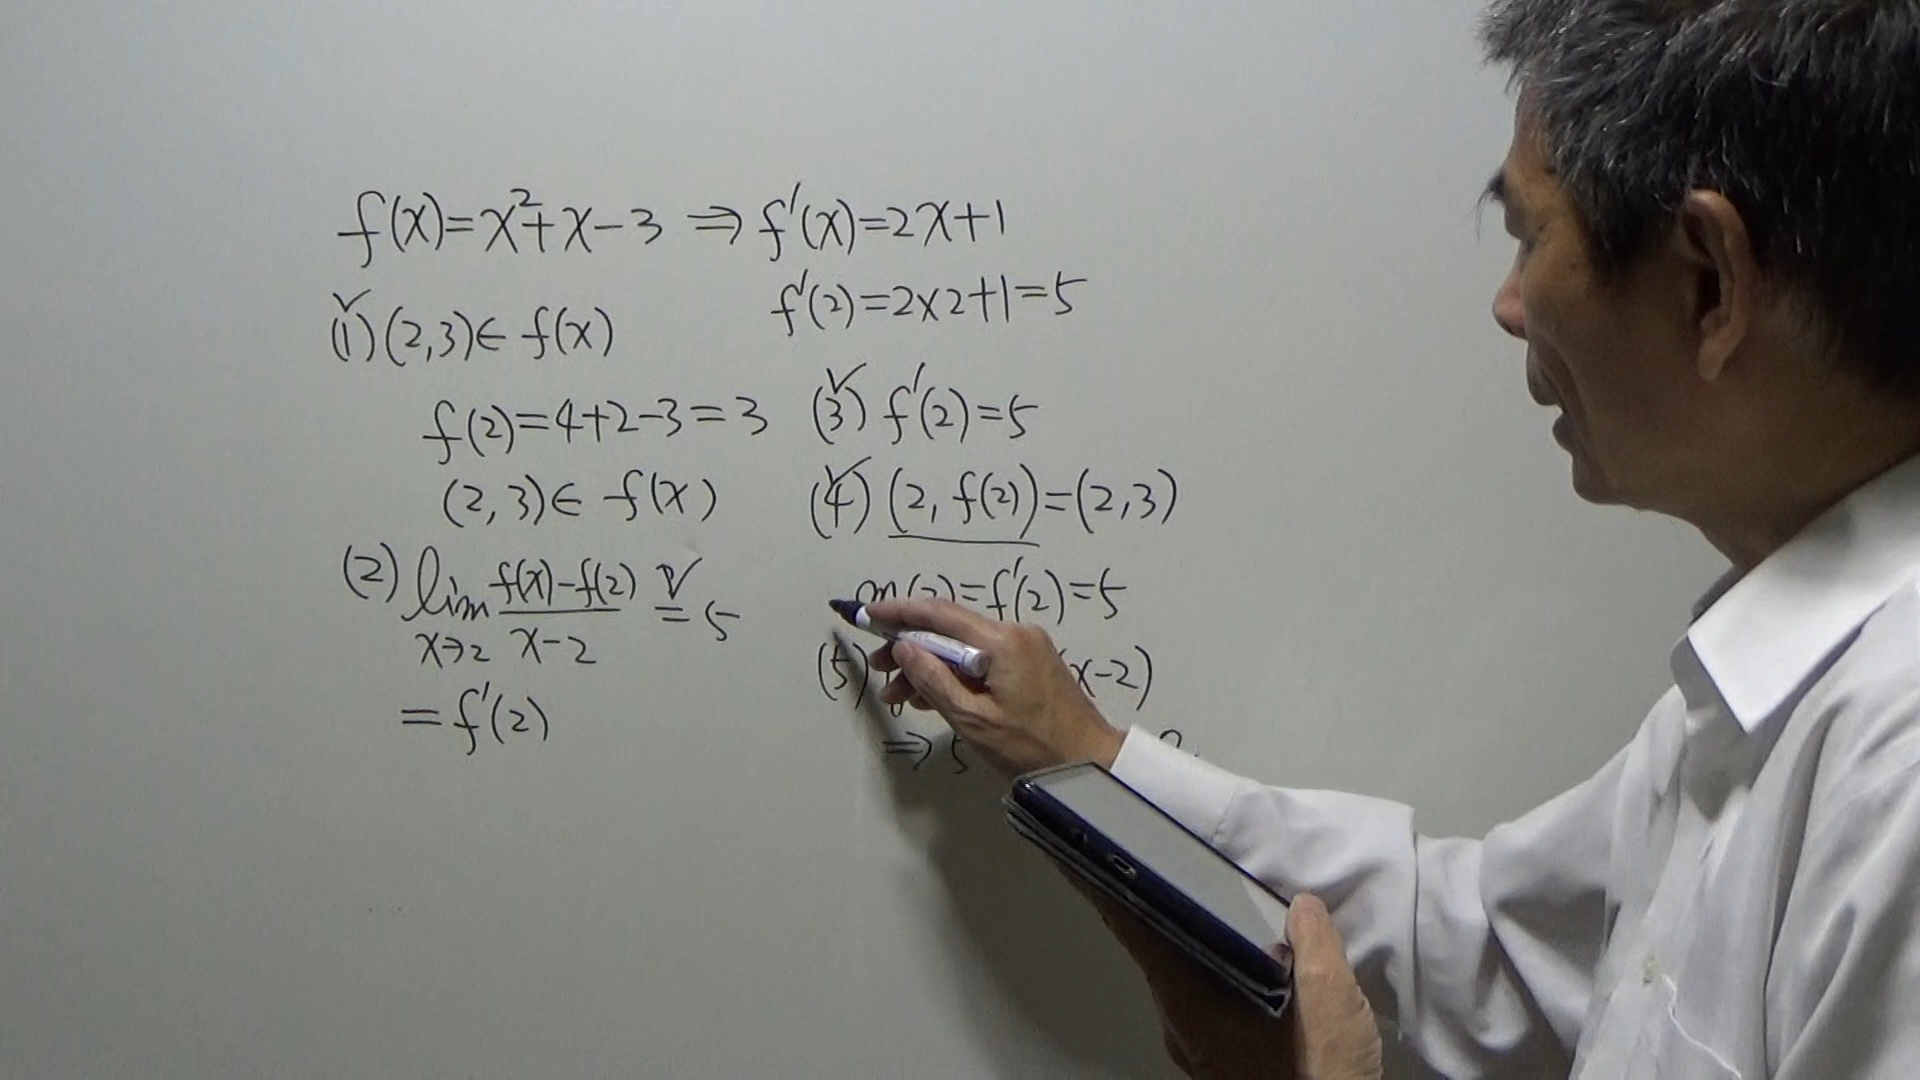 f(x)=x²+x-3 ⇒ f'(x)=2x+1
f'(2)=2×2+1=5
(1) (2,3)∈ f(x)
f(2)=4+2-3=3
(2,3)∈ f(x)
(2) lim x→2 f(x)-f(2) / x-2 = 5
= f'(2)
(3) f'(2)=5
(4) (2, f(2))=(2,3)
m(2)=f'(2)=5
(5) (x-2)
⇒ 5